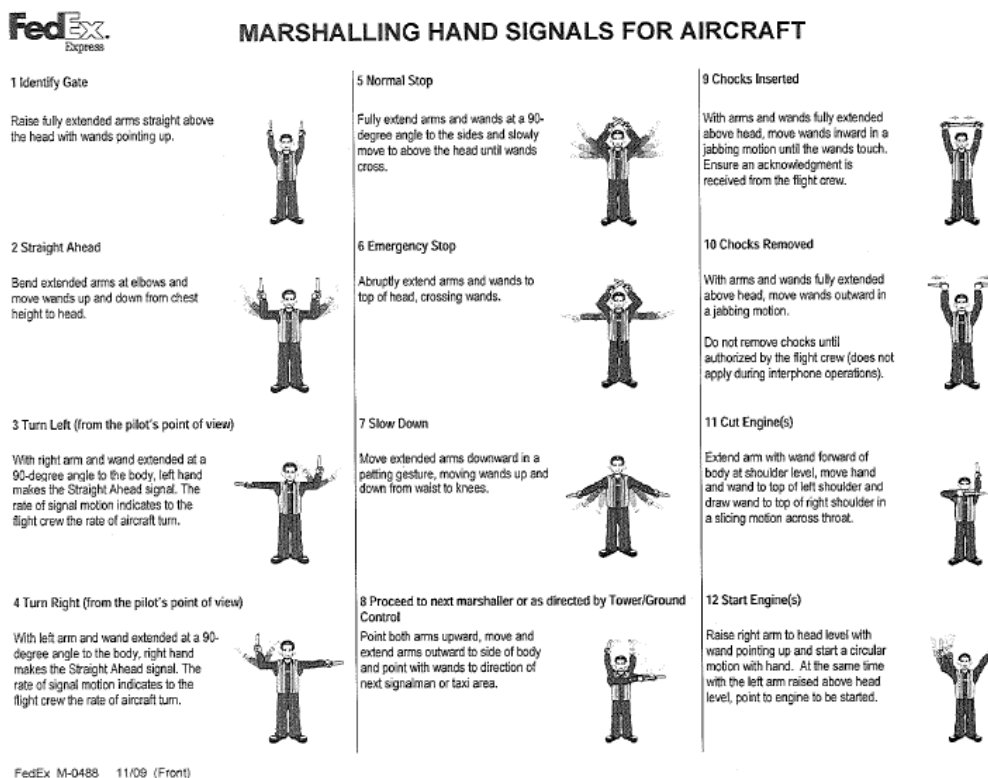 FedEx.
Express
MARSHALLING HAND SIGNALS FOR AIRCRAFT
1 Identify Gate
Raise fully extended arms straight above
the head with wands pointing up.
2 Straight Ahead
Bend extended arms at elbows and
move wands up and down from chest
height to head.
3 Turn Left (from the pilot's point of view)
With right arm and wand extended at a
90-degree angle to the body, left hand
makes the Straight Ahead signal. The
rate of signal motion indicates to the
flight crew the rate of aircraft turn.
4 Turn Right (from the pilot's point of view)
With left arm and wand extended at a 90-
degree angle to the body, right hand
makes the Straight Ahead signal. The
rate of signal motion indicates to the
flight crew the rate of aircraft turn.
5 Normal Stop
Fully extend arms and wands at a 90-
degree angle to the sides and slowly
move to above the head until wands
cross.
6 Emergency Stop
Abruptly extend arms and wands to
top of head, crossing wands.
7 Slow Down
Move extended arms downward in a
patting gesture, moving wands up and
down from waist to knees.
8 Proceed to next marshaller or as directed by Tower/Ground
Control
Point both arms upward, move and
extend arms outward to side of body
and point with wands to direction of
next signalman or taxi area.
9 Chocks Inserted
With arms and wands fully extended
above head, move wands inward in a
jabbing motion until the wands touch.
Ensure an acknowledgment is
received from the flight crew.
10 Chocks Removed
With arms and wands fully extended
above head, move wands outward in
a jabbing motion.
Do not remove chocks until
authorized by the flight crew (does not
apply during interphone operations).
11 Cut Engine(s)
Extend arm with wand forward of
body at shoulder level, move hand
and wand to top of left shoulder and
draw wand to top of right shoulder in
a slicing motion across throat.
12 Start Engine(s)
Raise right arm to head level with
wand pointing up and start a circular
motion with hand. At the same time
with the left arm raised above head
level, point to engine to be started.
FedEx M-0488 11/09 (Front)